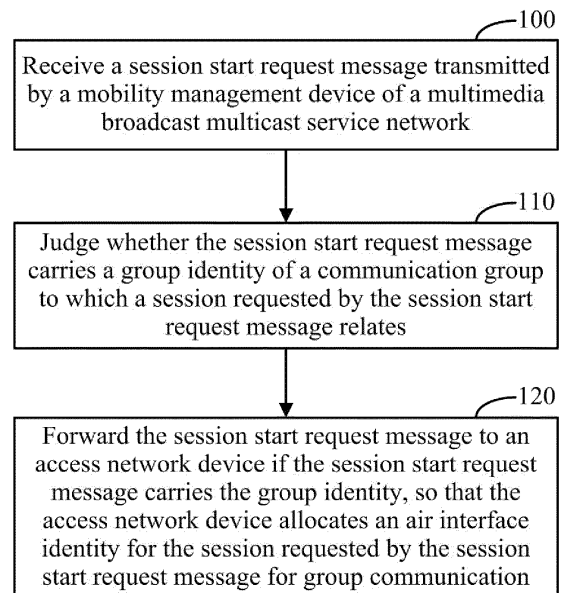 100
Receive a session start request message transmitted
by a mobility management device of a multimedia
broadcast multicast service network
110
Judge whether the session start request message
carries a group identity of a communication group
to which a session requested by the session start
request message relates
120
Forward the session start request message to an
access network device if the session start request
message carries the group identity, so that the
access network device allocates an air interface
identity for the session requested by the session
start request message for group communication